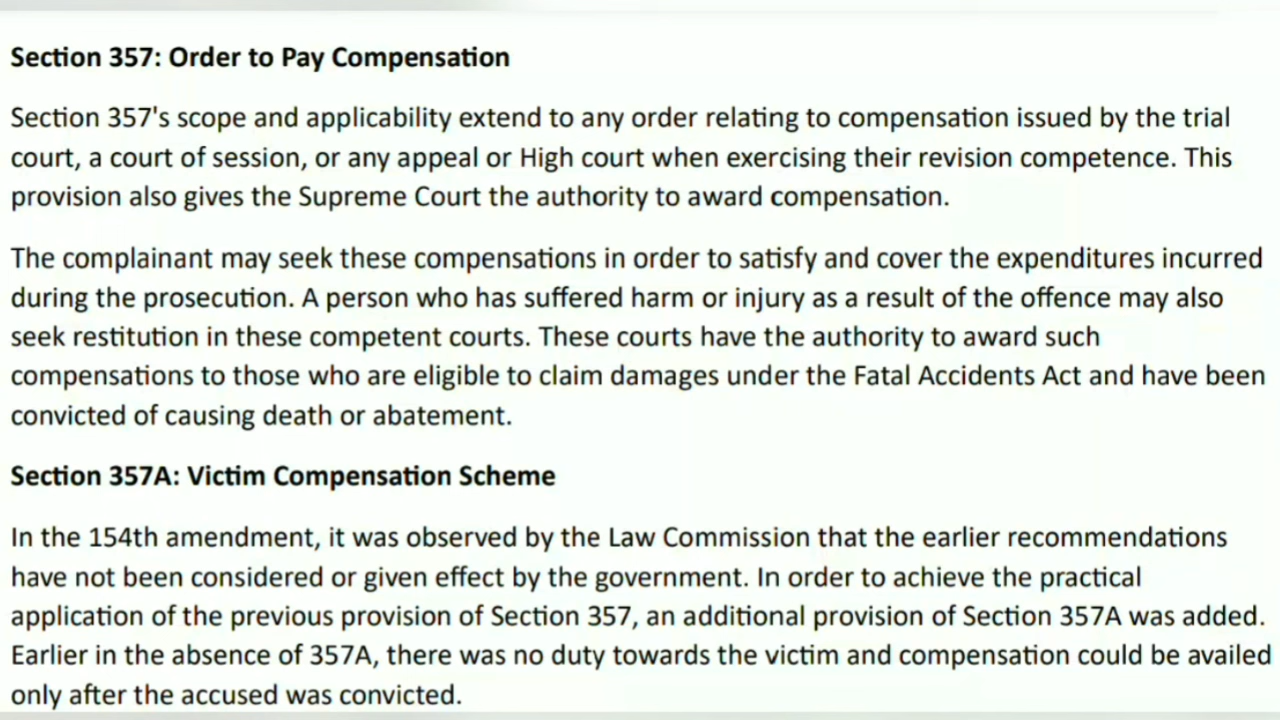 Section 357: Order to Pay Compensation
Section 357's scope and applicability extend to any order relating to compensation issued by the trial
court, a court of session, or any appeal or High court when exercising their revision competence. This
provision also gives the Supreme Court the authority to award compensation.
The complainant may seek these compensations in order to satisfy and cover the expenditures incurred
during the prosecution. A person who has suffered harm or injury as a result of the offence may also
seek restitution in these competent courts. These courts have the authority to award such
compensations to those who are eligible to claim damages under the Fatal Accidents Act and have been
convicted of causing death or abatement.
Section 357A: Victim Compensation Scheme
In the 154th amendment, it was observed by the Law Commission that the earlier recommendations
have not been considered or given effect by the government. In order to achieve the practical
application of the previous provision of Section 357, an additional provision of Section 357A was added.
Earlier in the absence of 357A, there was no duty towards the victim and compensation could be availed
only after the accused was convicted.